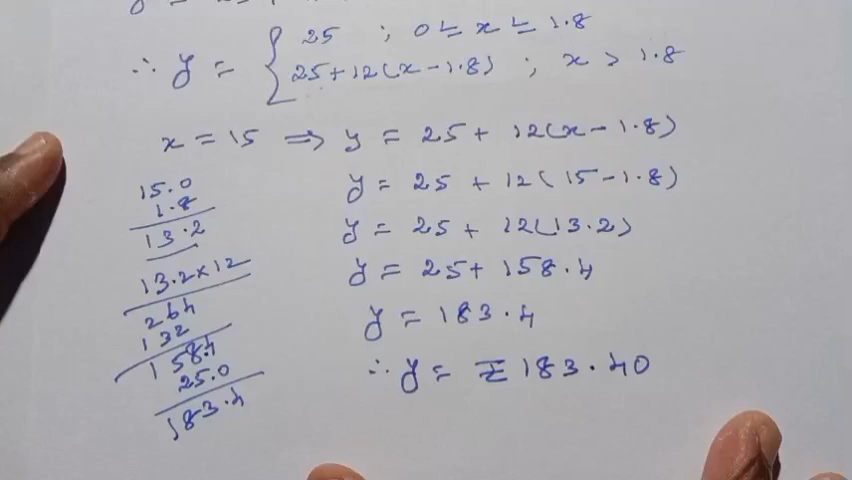 ∴ y = { 25 ; 0 ≤ x ≤ 1.8
25+12(x-1.8) ; x > 1.8
x = 15 ⇒ y = 25 + 12(x-1.8)
y = 25 + 12(15-1.8)
y = 25 + 12(13.2)
y = 25 + 158.4
y = 183.4
∴ y = ₹ 183.40
15.0
1.8
13.2
13.2×12
264
132
158.4
25.0
183.4